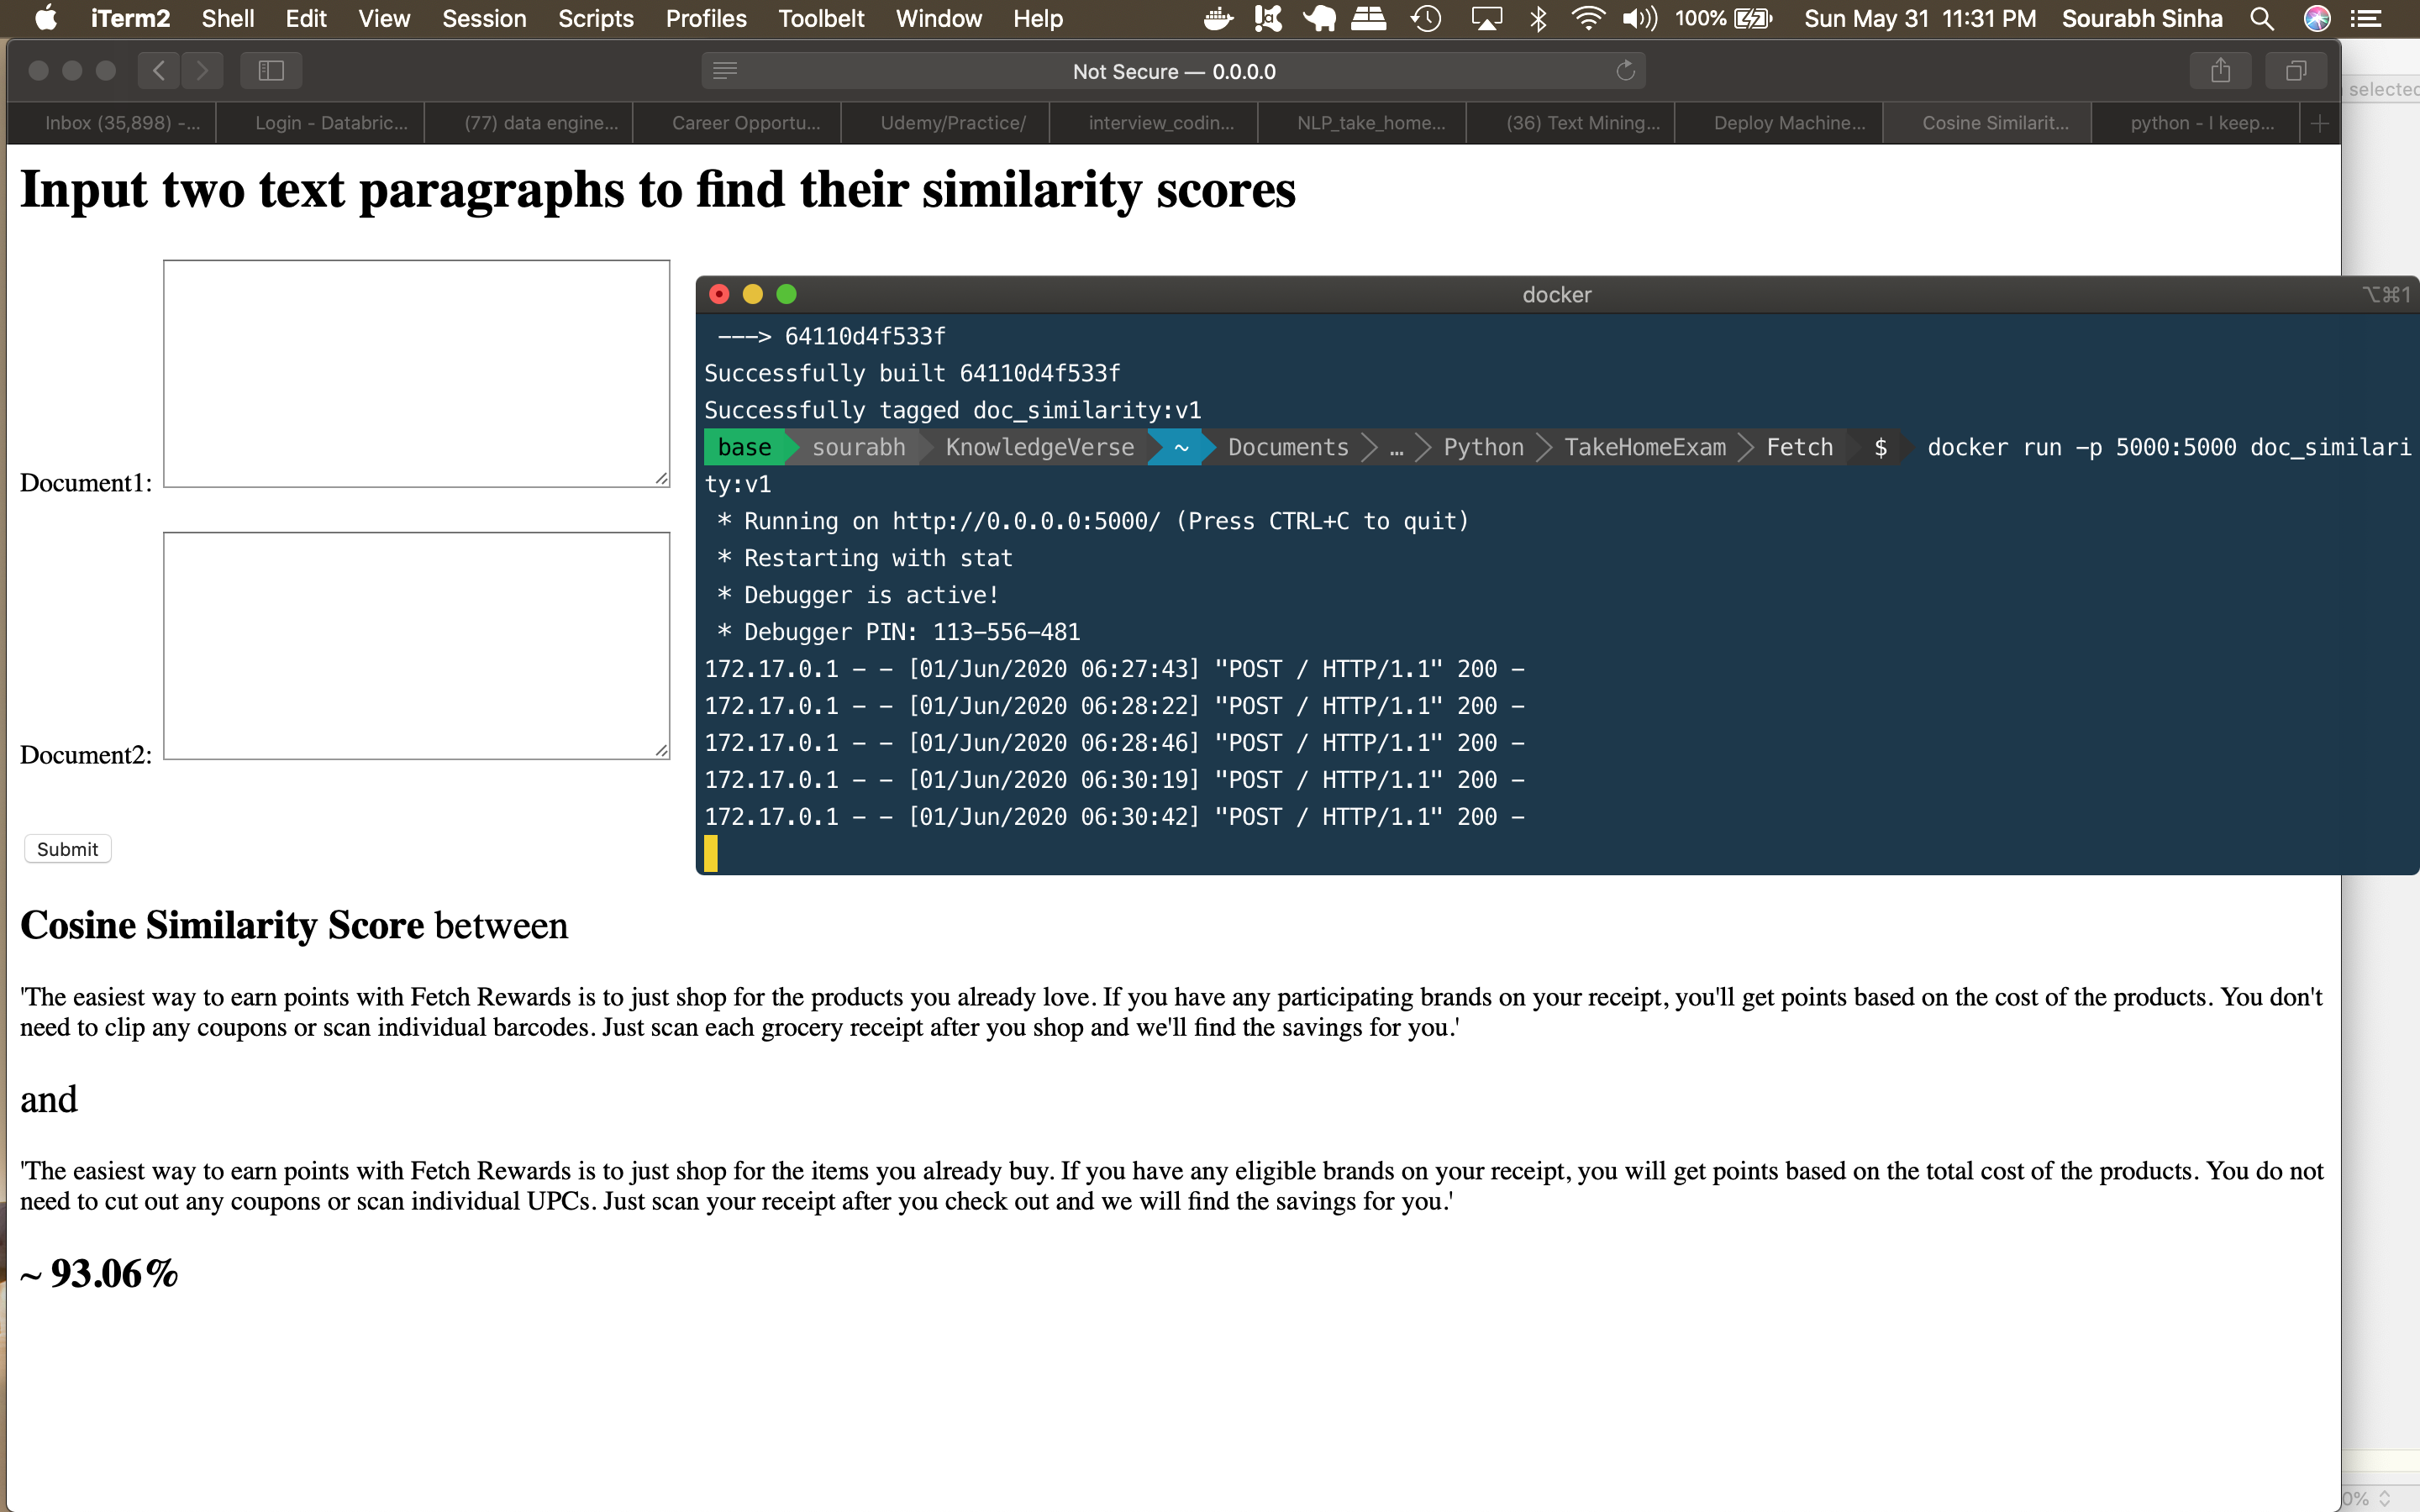 iTerm2 Shell Edit View Session Scripts Profiles Toolbelt Window Help 100% Sun May 31 11:31 PM Sourabh Sinha
Not Secure — 0.0.0.0
selected
Inbox (35,898) -... Login - Databric... (77) data engine... Career Opportu... Udemy/Practice/ interview_codin... NLP_take_home... (36) Text Mining... Deploy Machine... Cosine Similarit... python - I keep...
Input two text paragraphs to find their similarity scores
Document1:
Document2:
Submit
docker ⌥⌘1
---> 64110d4f533f
Successfully built 64110d4f533f
Successfully tagged doc_similarity:v1
base sourabh KnowledgeVerse ~ Documents … Python TakeHomeExam Fetch $ docker run -p 5000:5000 doc_similari
ty:v1
* Running on http://0.0.0.0:5000/ (Press CTRL+C to quit)
* Restarting with stat
* Debugger is active!
* Debugger PIN: 113-556-481
172.17.0.1 - - [01/Jun/2020 06:27:43] "POST / HTTP/1.1" 200 -
172.17.0.1 - - [01/Jun/2020 06:28:22] "POST / HTTP/1.1" 200 -
172.17.0.1 - - [01/Jun/2020 06:28:46] "POST / HTTP/1.1" 200 -
172.17.0.1 - - [01/Jun/2020 06:30:19] "POST / HTTP/1.1" 200 -
172.17.0.1 - - [01/Jun/2020 06:30:42] "POST / HTTP/1.1" 200 -
Cosine Similarity Score between
'The easiest way to earn points with Fetch Rewards is to just shop for the products you already love. If you have any participating brands on your receipt, you'll get points based on the cost of the products. You don't
need to clip any coupons or scan individual barcodes. Just scan each grocery receipt after you shop and we'll find the savings for you.'
and
'The easiest way to earn points with Fetch Rewards is to just shop for the items you already buy. If you have any eligible brands on your receipt, you will get points based on the total cost of the products. You do not
need to cut out any coupons or scan individual UPCs. Just scan your receipt after you check out and we will find the savings for you.'
~ 93.06%
0%